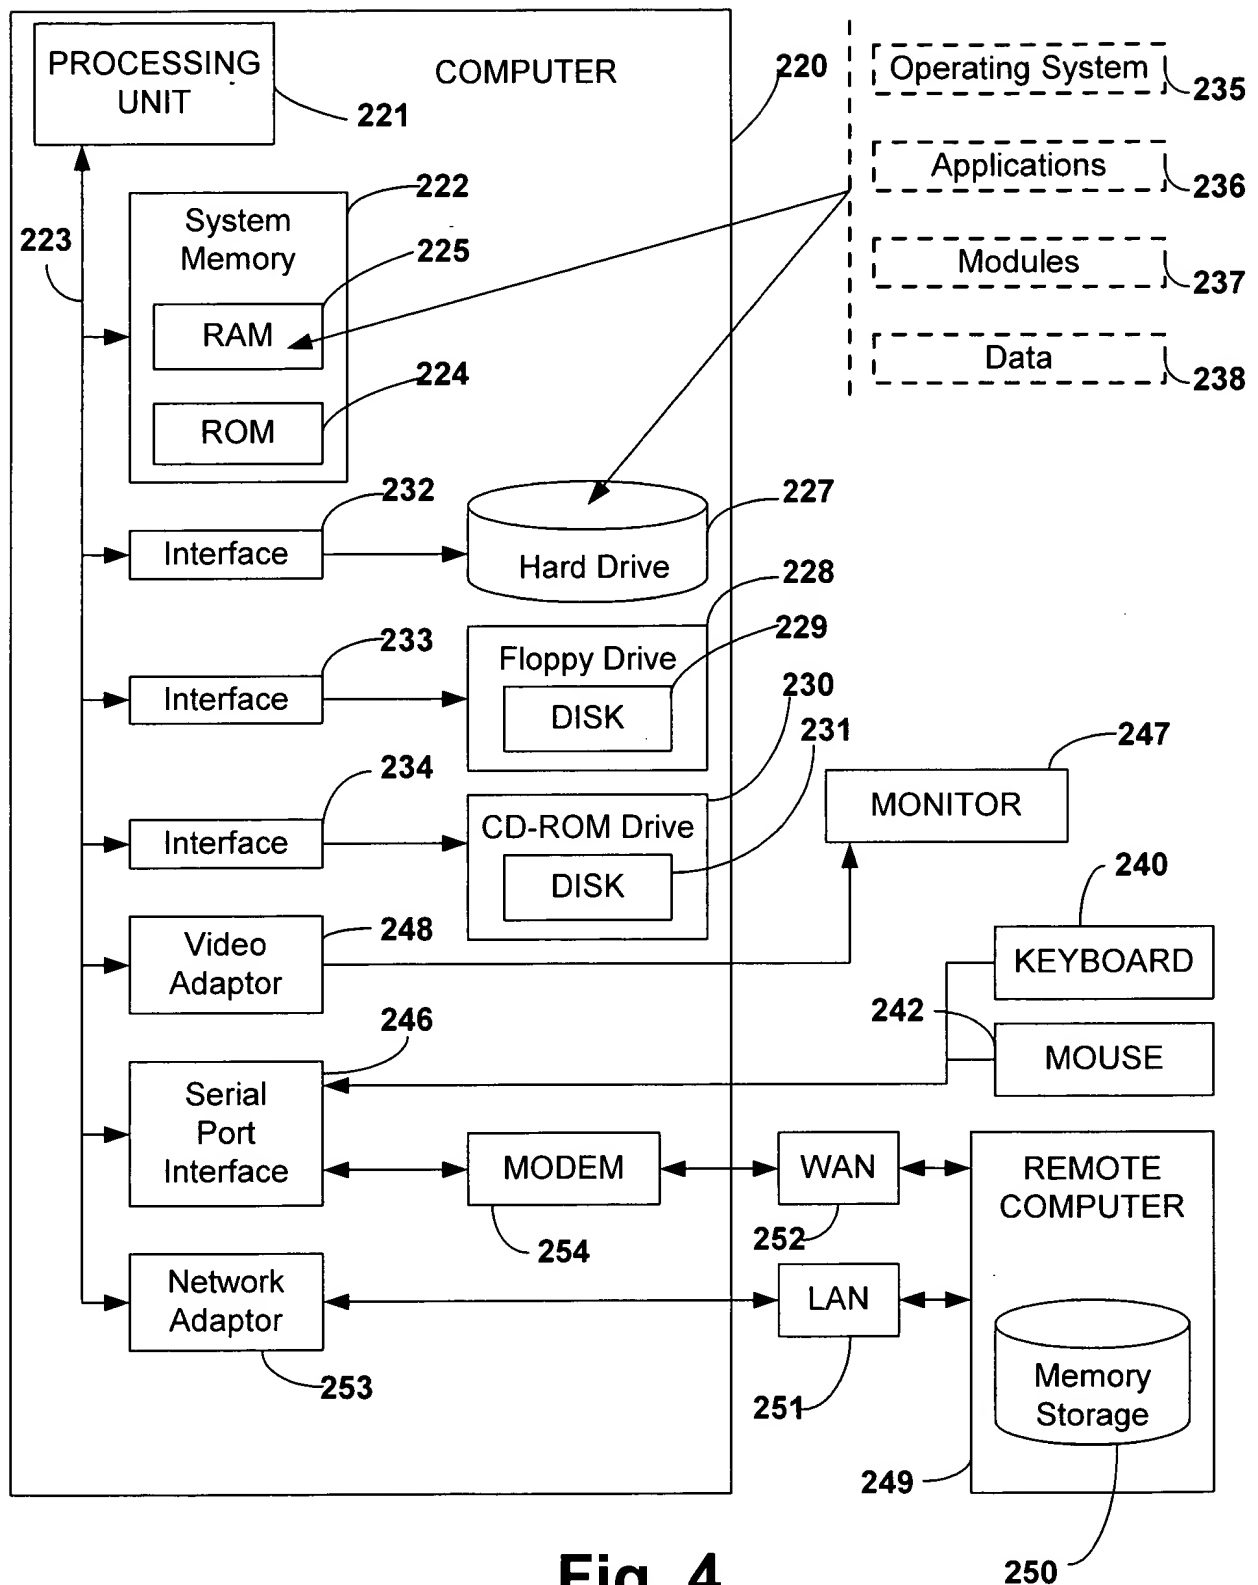 PROCESSING
UNIT
221
COMPUTER
220
Operating System
235
Applications
236
Modules
237
Data
238
223
222
System
Memory
225
RAM
224
ROM
232
Interface
227
Hard Drive
228
233
Interface
229
Floppy Drive
DISK
230
231
234
Interface
CD-ROM Drive
DISK
247
MONITOR
240
KEYBOARD
242
MOUSE
248
Video
Adaptor
246
Serial
Port
Interface
MODEM
254
WAN
252
REMOTE
COMPUTER
Network
Adaptor
253
LAN
251
Memory
Storage
249
250
Fig. 4